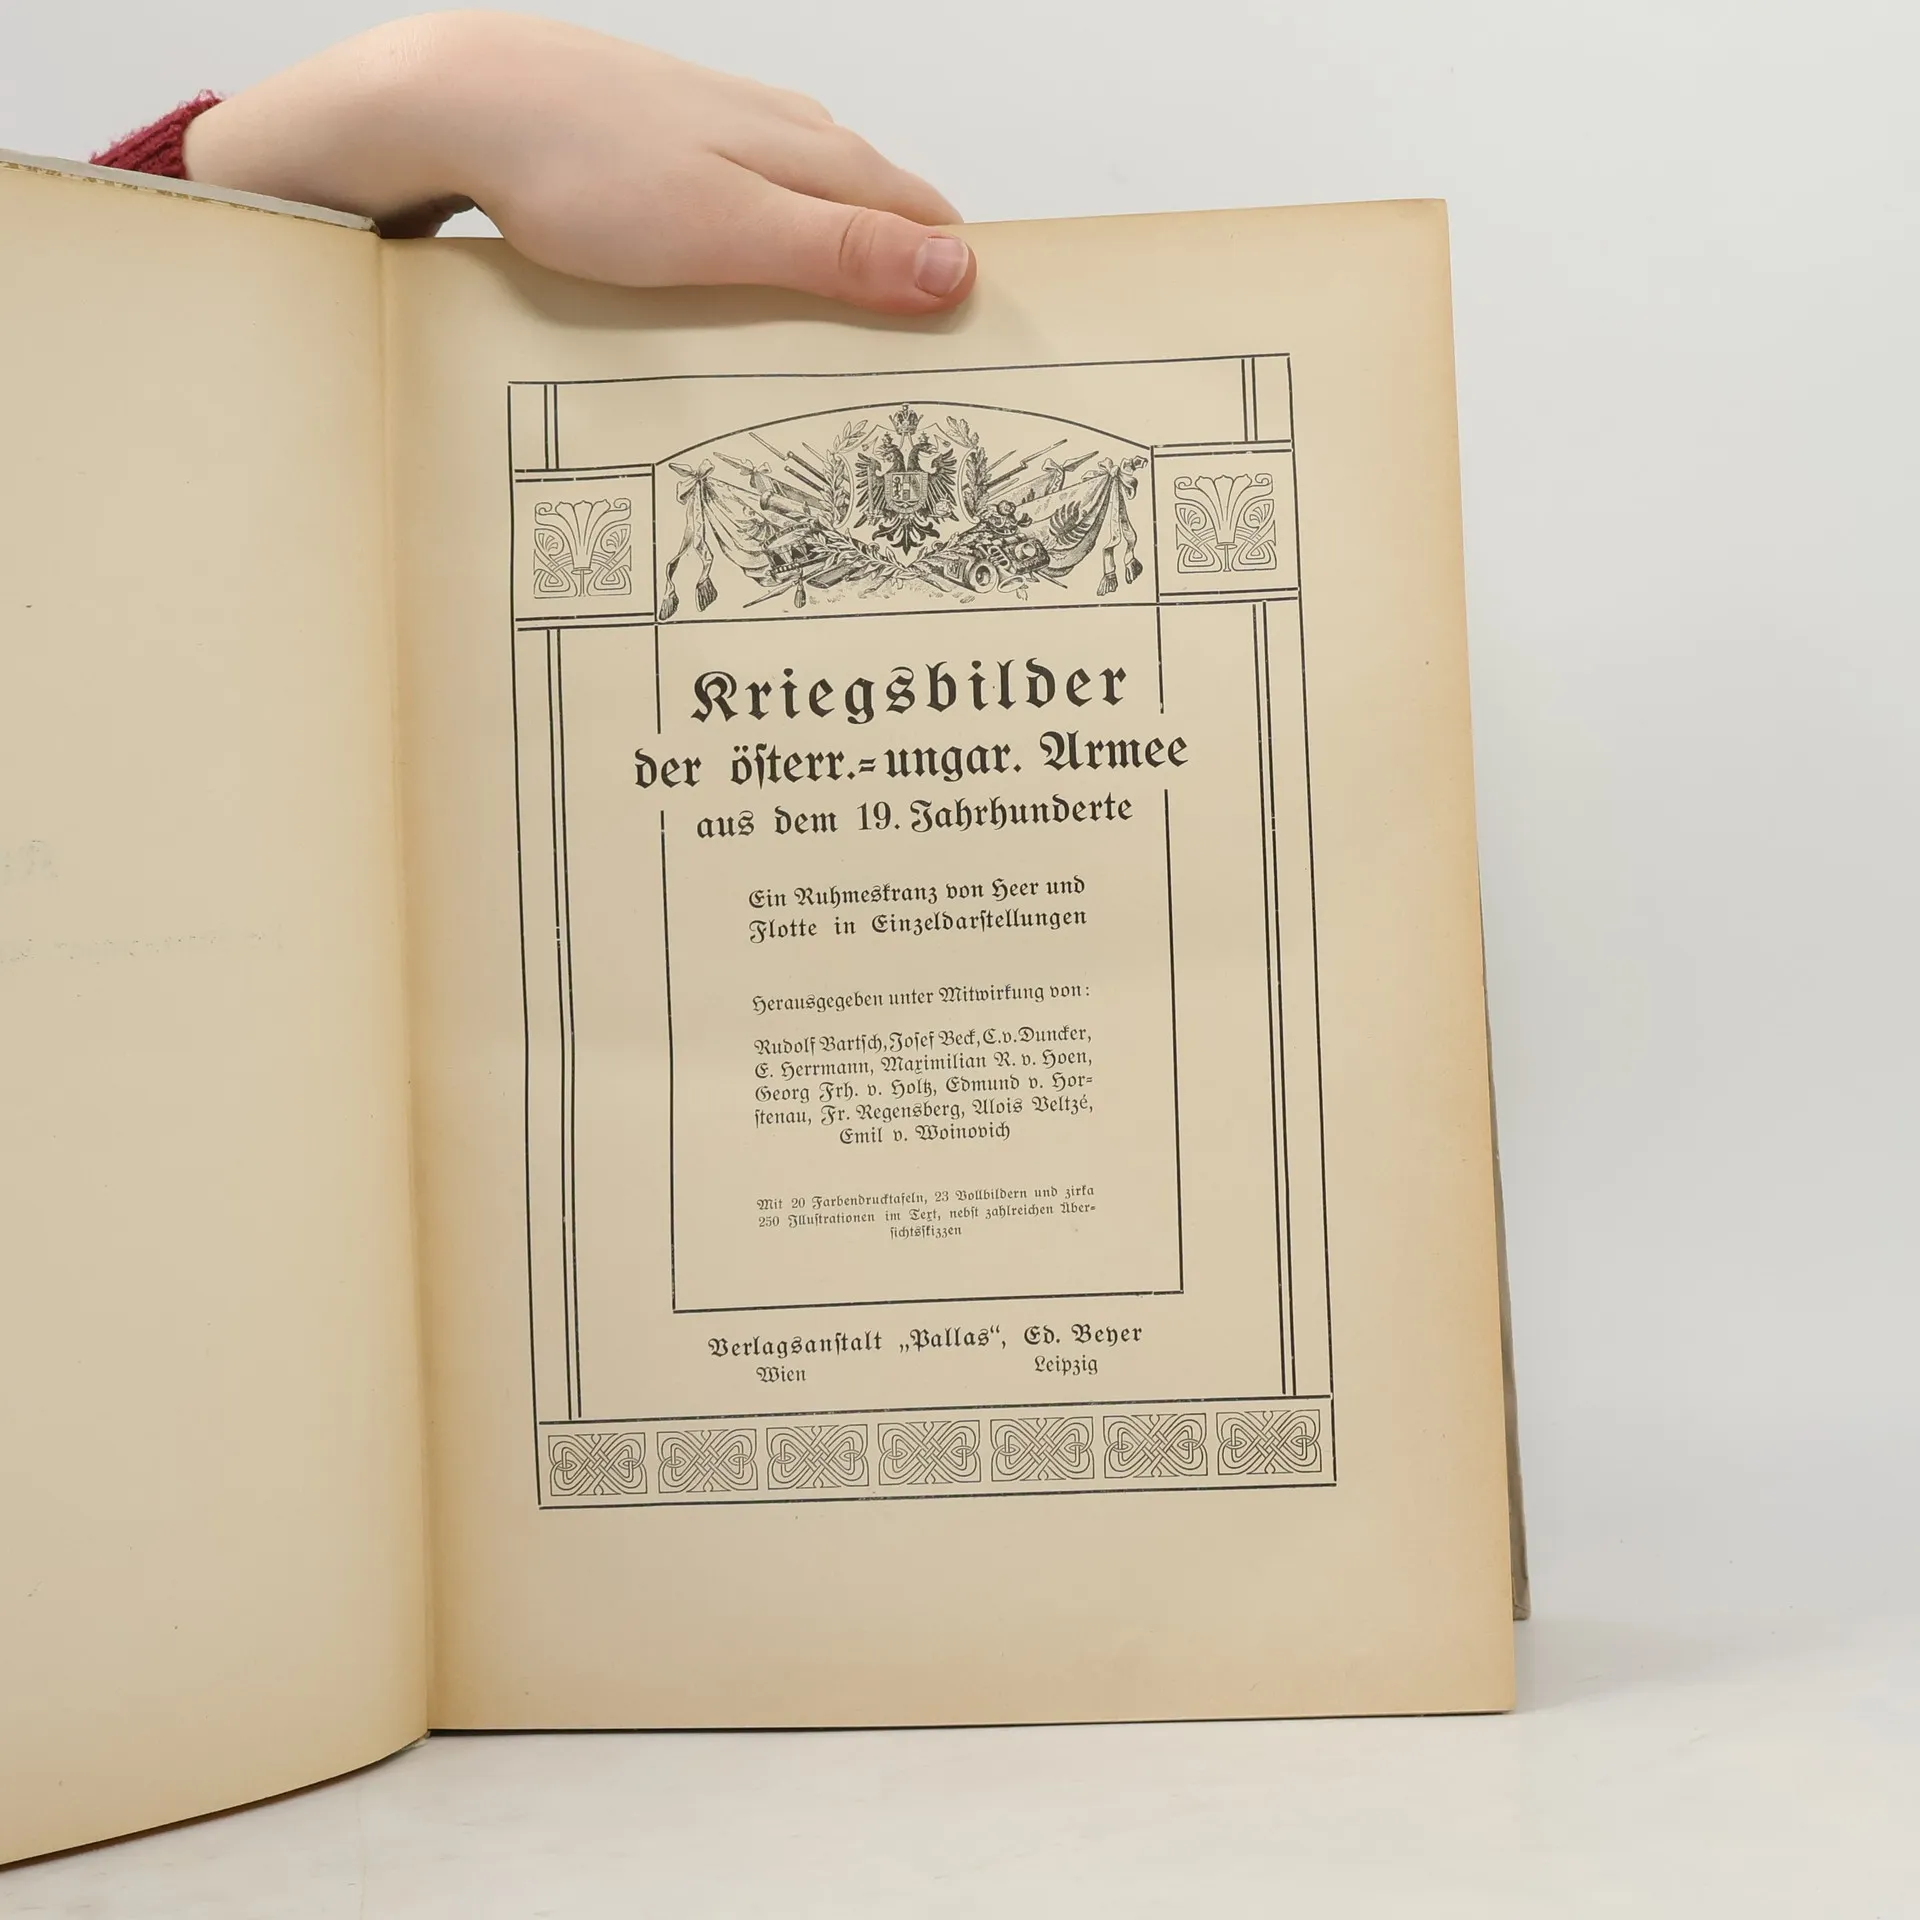 Kriegsbilder
der österr.=ungar. Armee
aus dem 19. Jahrhunderte
Ein Ruhmeskranz von Heer und
Flotte in Einzeldarstellungen
Herausgegeben unter Mitwirkung von:
Rudolf Bartsch, Josef Beck, C. v. Duncker,
E. Herrmann, Maximilian R. v. Hoen,
Georg Frh. v. Holtz, Edmund v. Hor=
stenau, Fr. Regensberg, Alois Veltzé,
Emil v. Woinovich
Mit 20 Farbendrucktafeln, 23 Vollbildern und zirka
250 Illustrationen im Text, nebst zahlreichen Über=
sichtsskizzen
Verlagsanstalt „Pallas“, Ed. Beyer
Wien Leipzig